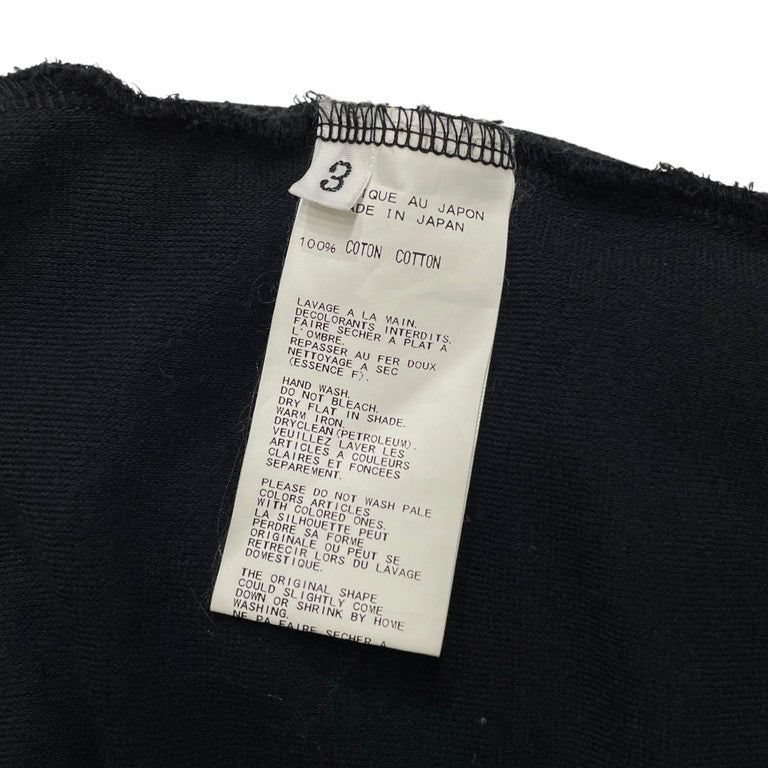 3
IQUE AU JAPON
ADE IN JAPAN
100% COTON COTTON
LAVAGE A LA MAIN.
DECOLORANTS INTERDITS.
FAIRE SECHER A PLAT A
L'OMBRE.
REPASSER AU FER DOUX
NETTOYAGE A SEC
(ESSENCE F).
HAND WASH.
DO NOT BLEACH.
DRY FLAT IN SHADE.
WARM IRON.
DRYCLEAN(PETROLEUM).
VEUILLEZ LAVER LES
ARTICLES A COULEURS
CLAIRES ET FONCEES
SEPAREMENT.
PLEASE DO NOT WASH PALE
COLORS ARTICLES
WITH COLORED ONES.
LA SILHOUETTE PEUT
PERDRE SA FORME
ORIGINALE OU PEUT SE
RETRECIR LORS DU LAVAGE
DOMESTIQUE.
THE ORIGINAL SHAPE
COULD SLIGHTLY COME
DOWN OR SHRINK BY HOME
WASHING.
NE PA FAIRE SECHER A